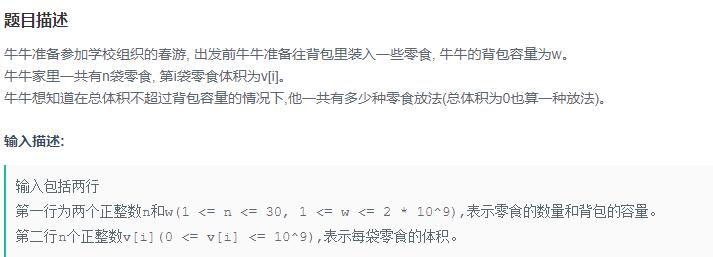 题目描述
牛牛准备参加学校组织的春游, 出发前牛牛准备往背包里装入一些零食, 牛牛的背包容量为w。
牛牛家里一共有n袋零食, 第i袋零食体积为v[i]。
牛牛想知道在总体积不超过背包容量的情况下,他一共有多少种零食放法(总体积为0也算一种放法)。
输入描述:
输入包括两行
第一行为两个正整数n和w(1 <= n <= 30, 1 <= w <= 2 * 10^9),表示零食的数量和背包的容量。
第二行n个正整数v[i](0 <= v[i] <= 10^9),表示每袋零食的体积。